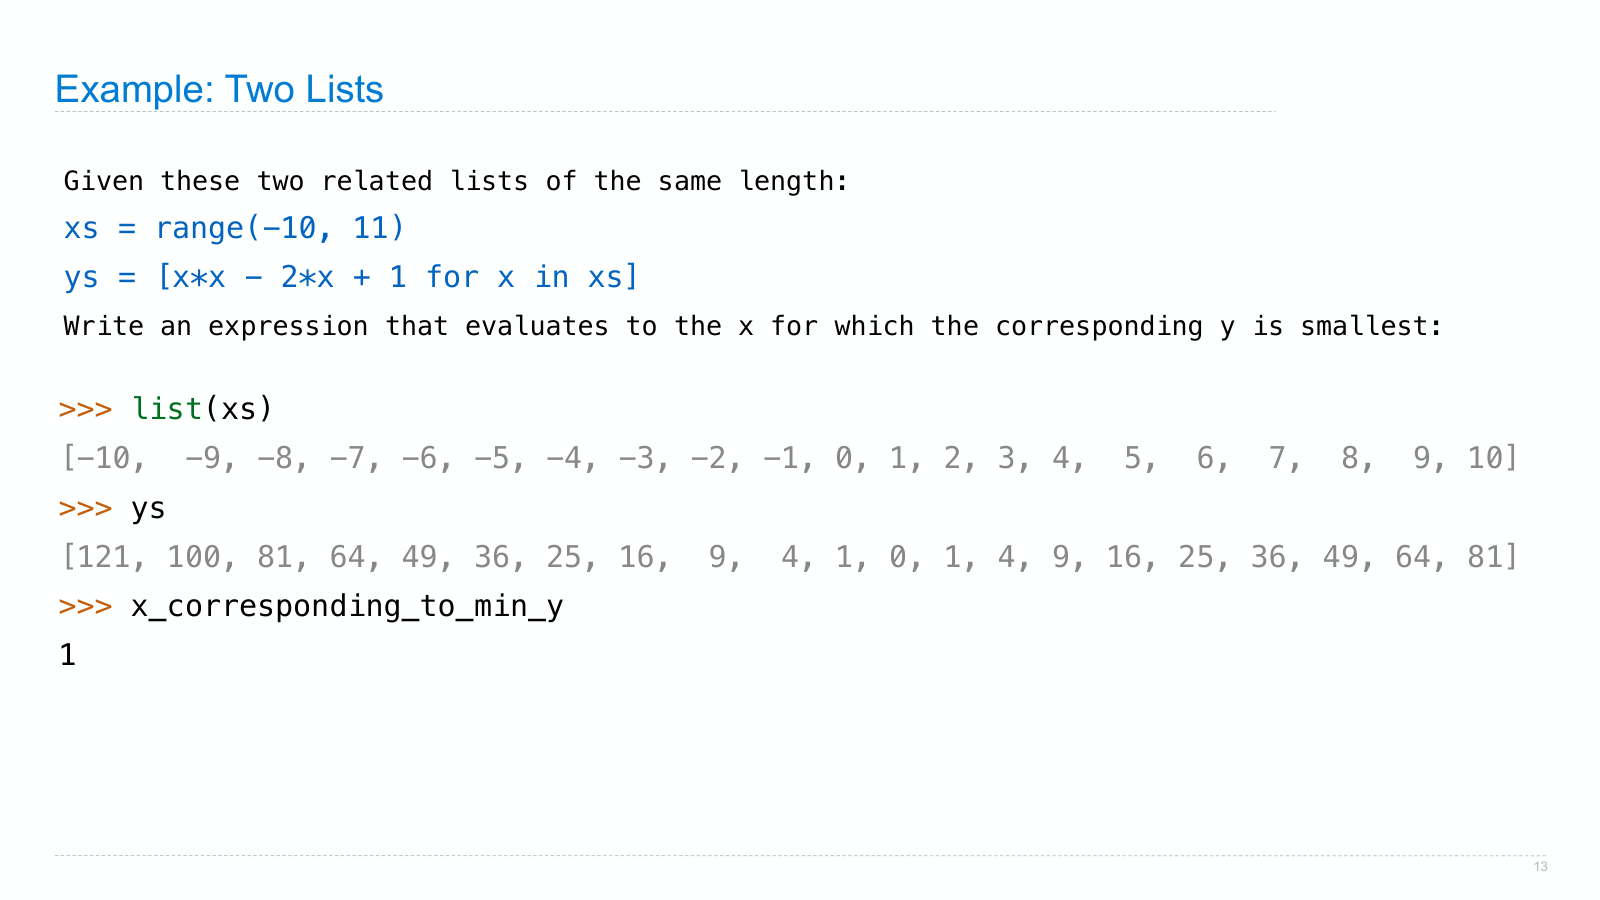 Example: Two Lists
Given these two related lists of the same length:
xs = range(−10, 11)
ys = [x*x − 2*x + 1 for x in xs]
Write an expression that evaluates to the x for which the corresponding y is smallest:
>>> list(xs)
[−10,  −9, −8, −7, −6, −5, −4, −3, −2, −1, 0, 1, 2, 3, 4,  5,  6,  7,  8,  9, 10]
>>> ys
[121, 100, 81, 64, 49, 36, 25, 16,  9,  4, 1, 0, 1, 4, 9, 16, 25, 36, 49, 64, 81]
>>> x_corresponding_to_min_y
1
13